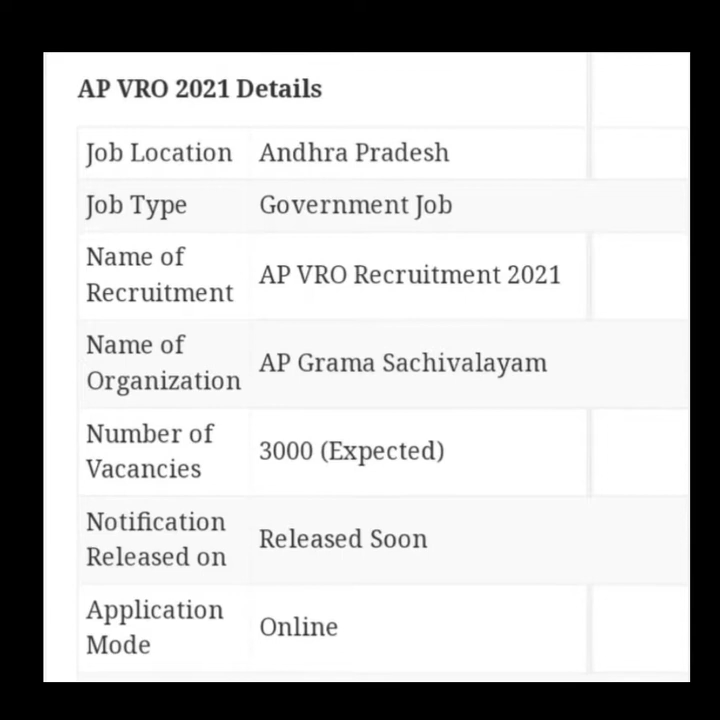 AP VRO 2021 Details
Job Location Andhra Pradesh
Job Type Government Job
Name of
Recruitment AP VRO Recruitment 2021
Name of
Organization AP Grama Sachivalayam
Number of
Vacancies 3000 (Expected)
Notification
Released on Released Soon
Application
Mode Online